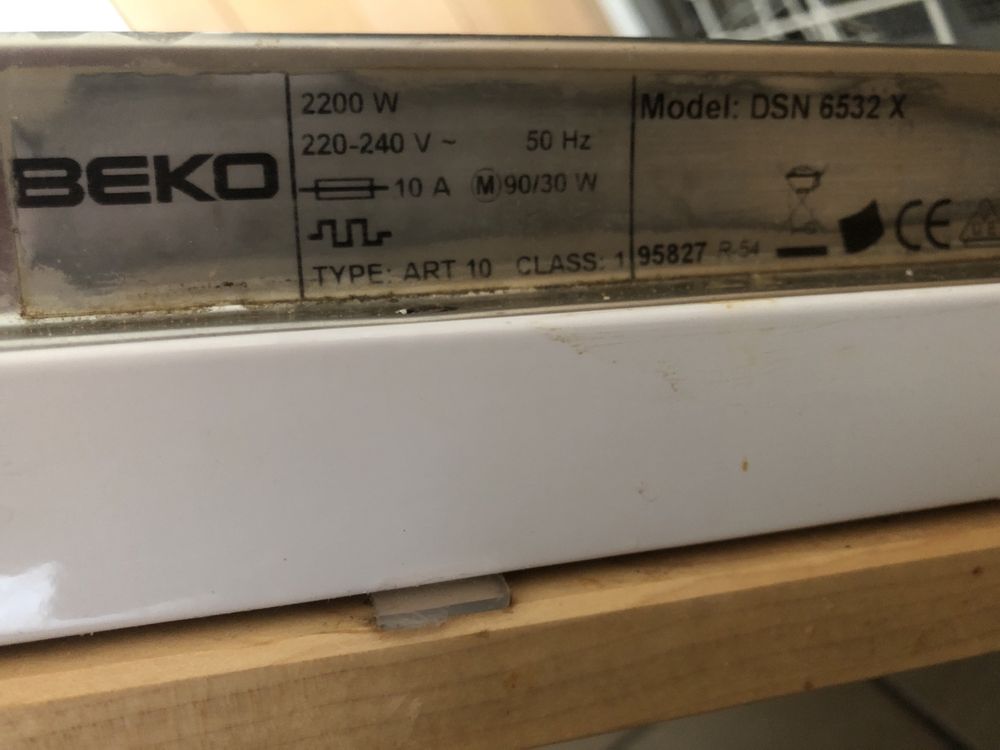 BEKO
2200 W
220-240 V ~ 50 Hz
10 A M 90/30 W
TYPE: ART 10 CLASS: 1
Model: DSN 6532 X
95827 R-54
CE